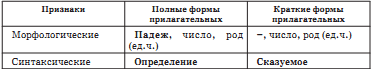 Признаки Полные формы Краткие формы
прилагательных прилагательных
Морфологические Падеж, число, род –, число, род (ед.ч.)
(ед.ч.)
Синтаксические Определение Сказуемое